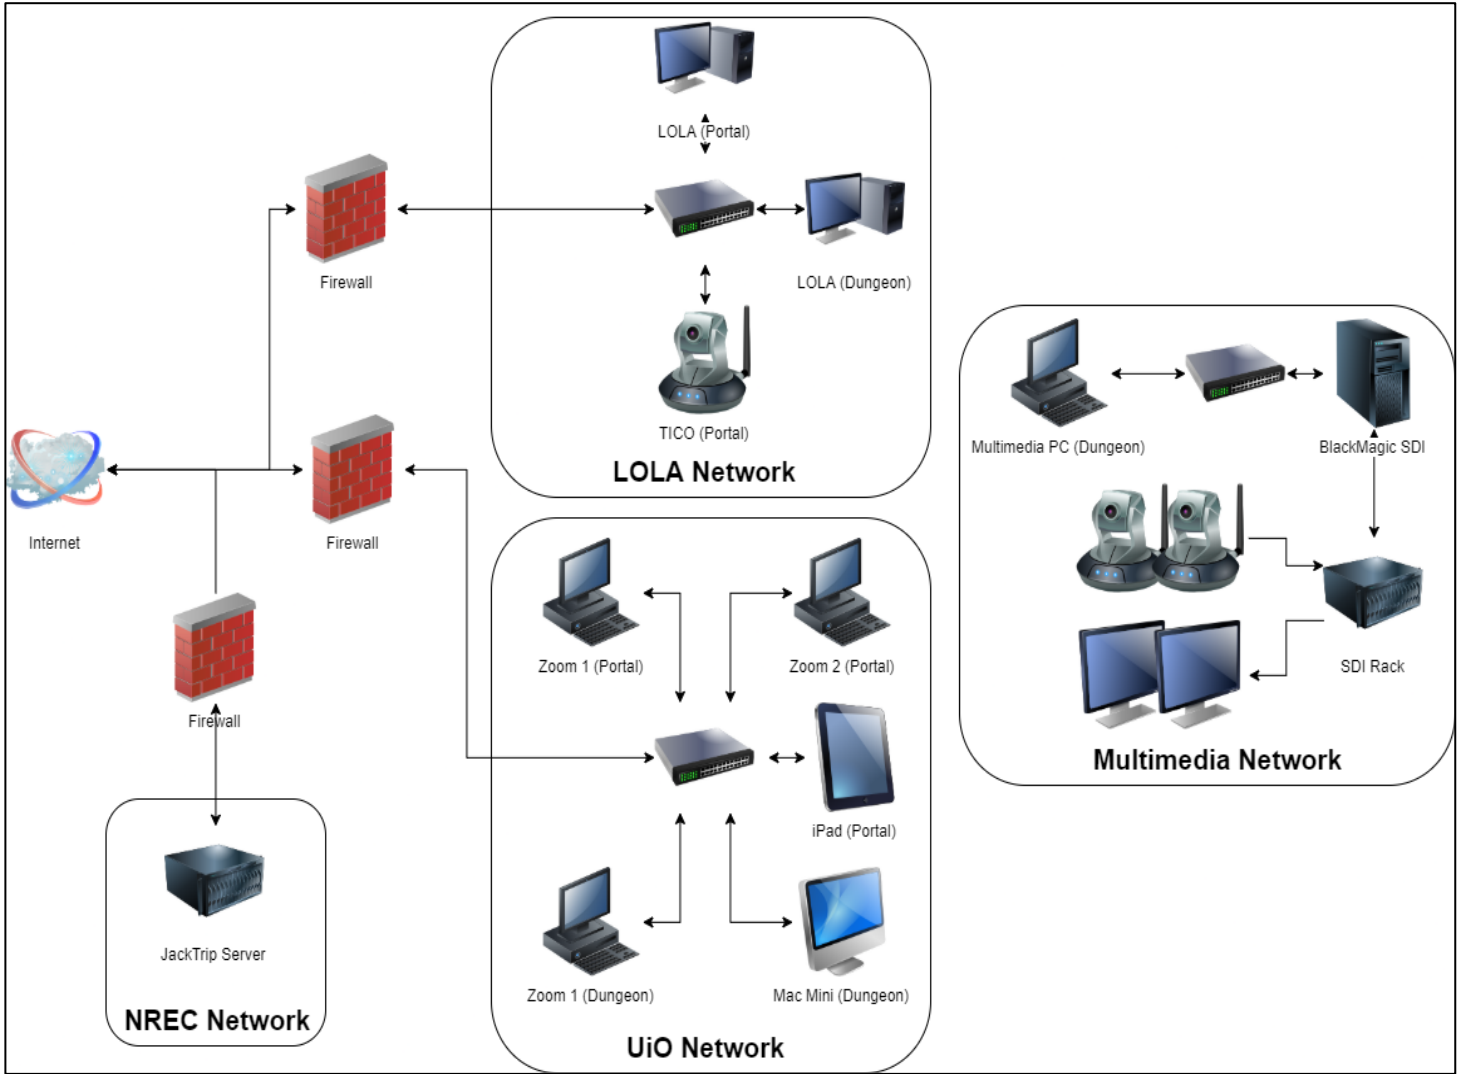 LOLA (Portal)
Firewall
LOLA (Dungeon)
TICO (Portal)
LOLA Network
Multimedia PC (Dungeon)
BlackMagic SDI
Internet
Firewall
Zoom 1 (Portal)
Zoom 2 (Portal)
SDI Rack
Firewall
Multimedia Network
iPad (Portal)
JackTrip Server
Zoom 1 (Dungeon)
Mac Mini (Dungeon)
NREC Network
UiO Network